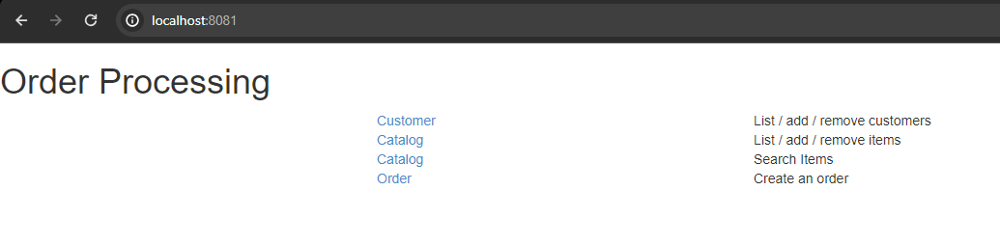 localhost:8081
Order Processing
Customer List / add / remove customers
Catalog List / add / remove items
Catalog Search Items
Order Create an order